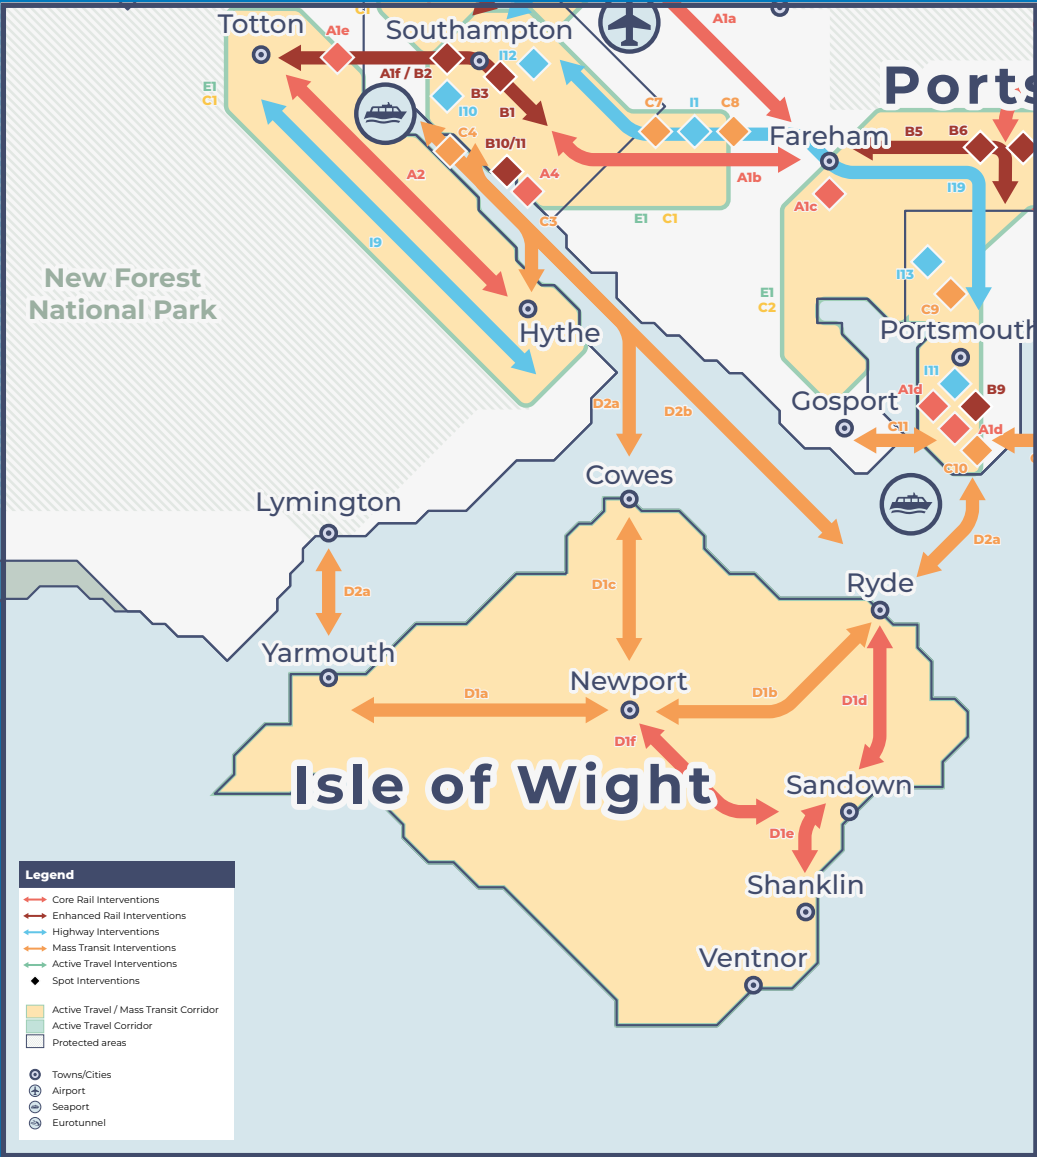 C1
Totton
A1e
Southampton
A1a
I12
A1f / B2
E1
C1
B3
I10
B1
C7
I1
C8
Ports
C4
B10/11
Fareham
B5
B6
A2
A4
A1b
I19
A1c
C3
E1
C1
I9
New Forest
National Park
I13
E1
C2
C9
Hythe
Portsmouth
I11
A1d
B9
D2a
D2b
Gosport
C11
A1d
C10
Cowes
Lymington
D2a
D1c
Ryde
D2a
Yarmouth
Newport
D1a
D1b
D1d
D1f
Isle of Wight
Sandown
D1e
Shanklin
Ventnor
Legend
Core Rail Interventions
Enhanced Rail Interventions
Highway Interventions
Mass Transit Interventions
Active Travel Interventions
Spot Interventions
Active Travel / Mass Transit Corridor
Active Travel Corridor
Protected areas
Towns/Cities
Airport
Seaport
Eurotunnel